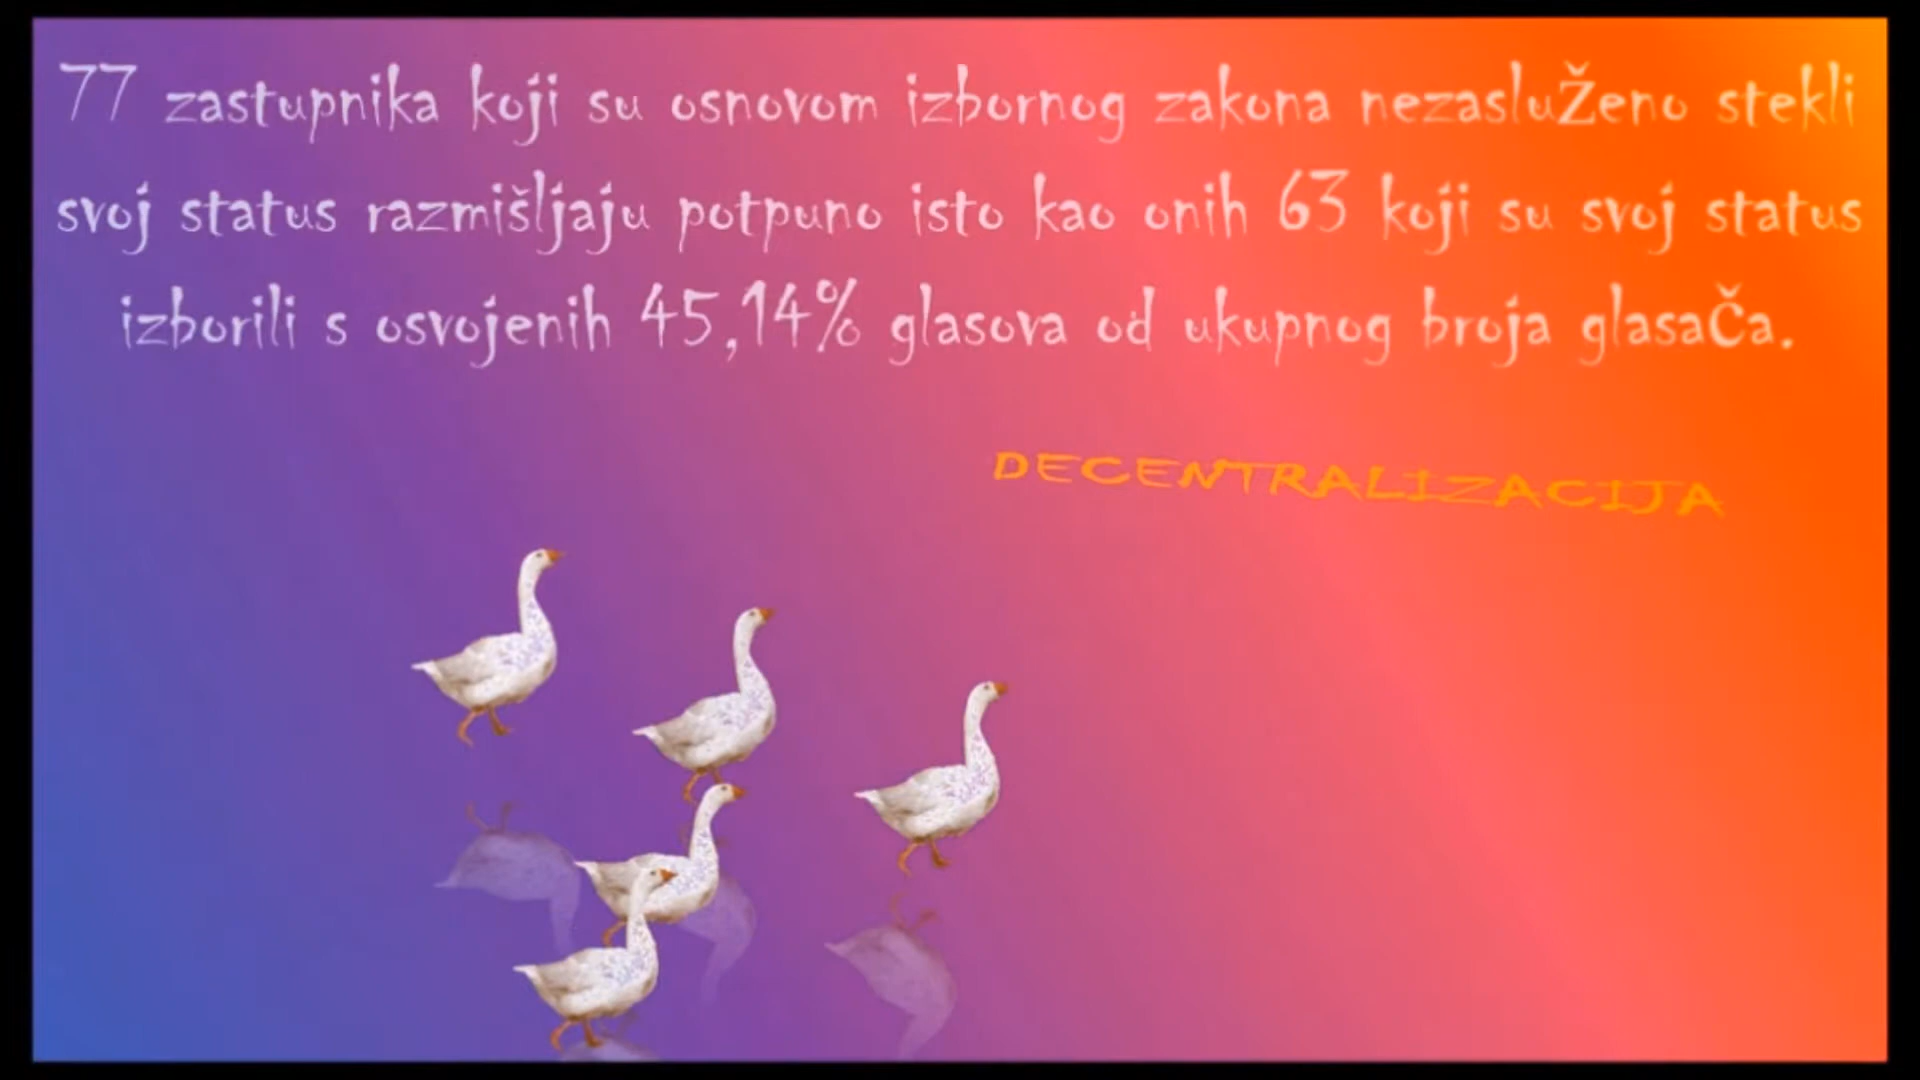 77 zastupnika koji su osnovom izbornog zakona nezasluŽeno stekli
svoj status razmišljaju potpuno isto kao onih 63 koji su svoj status
izborili s osvojenih 45,14% glasova od ukupnog broja glasaČa.
DECENTRALIZACIJA